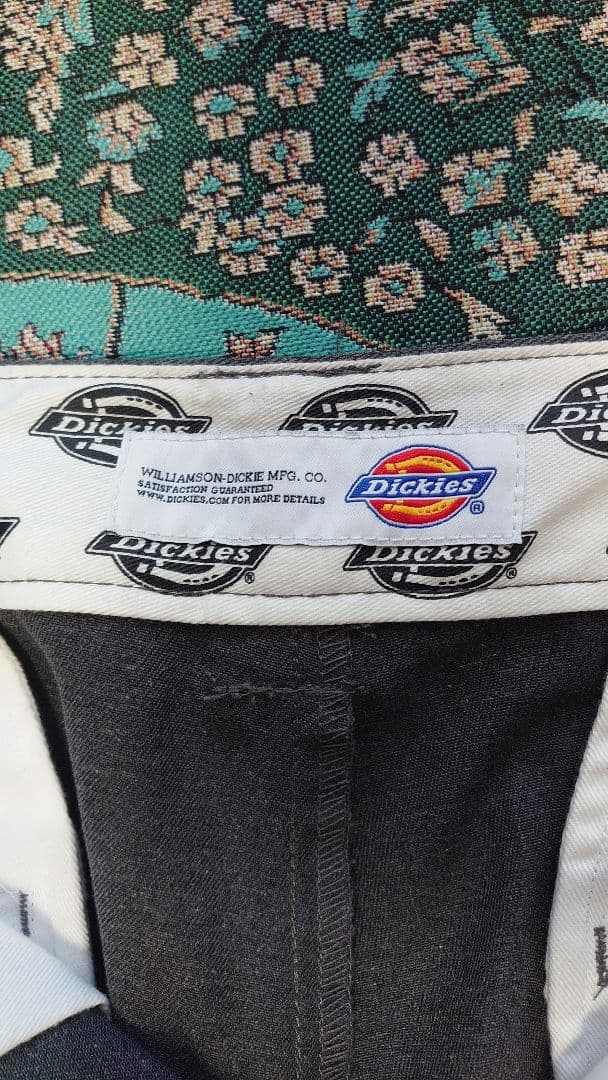 Dickies
Dickies
Dickies
WILLIAMSON-DICKIE MFG. CO.
SATISFACTION GUARANTEED
WWW.DICKIES.COM FOR MORE DETAILS
Dickies®
Dickies®
Dickies®